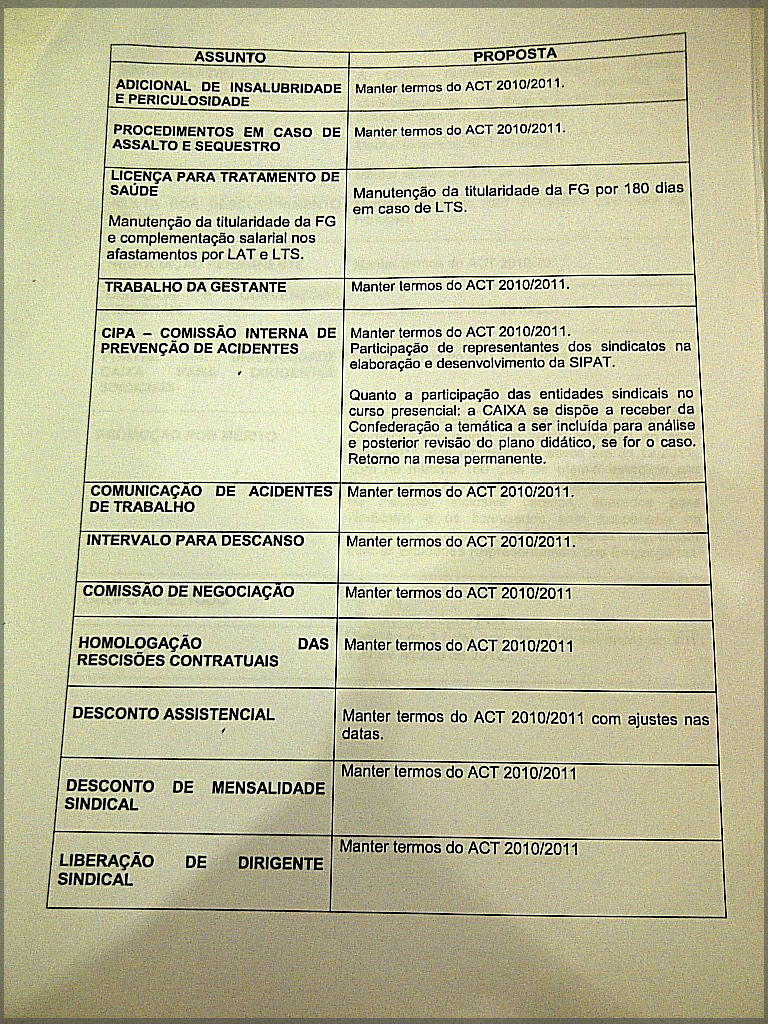 ASSUNTO
PROPOSTA
ADICIONAL DE INSALUBRIDADE
E PERICULOSIDADE
Manter termos do ACT 2010/2011.
PROCEDIMENTOS EM CASO DE
ASSALTO E SEQUESTRO
Manter termos do ACT 2010/2011.
LICENÇA PARA TRATAMENTO DE
SAÚDE
Manutenção da titularidade da FG
e complementação salarial nos
afastamentos por LAT e LTS.
Manutenção da titularidade da FG por 180 dias
em caso de LTS.
TRABALHO DA GESTANTE
Manter termos do ACT 2010/2011.
CIPA – COMISSÃO INTERNA DE
PREVENÇÃO DE ACIDENTES
Manter termos do ACT 2010/2011.
Participação de representantes dos sindicatos na
elaboração e desenvolvimento da SIPAT.
Quanto a participação das entidades sindicais no
curso presencial: a CAIXA se dispõe a receber da
Confederação a temática a ser incluída para análise
e posterior revisão do plano didático, se for o caso.
Retorno na mesa permanente.
COMUNICAÇÃO DE ACIDENTES
DE TRABALHO
Manter termos do ACT 2010/2011.
INTERVALO PARA DESCANSO
Manter termos do ACT 2010/2011.
COMISSÃO DE NEGOCIAÇÃO
Manter termos do ACT 2010/2011
HOMOLOGAÇÃO DAS
RESCISÕES CONTRATUAIS
Manter termos do ACT 2010/2011
DESCONTO ASSISTENCIAL
Manter termos do ACT 2010/2011 com ajustes nas
datas.
DESCONTO DE MENSALIDADE
SINDICAL
Manter termos do ACT 2010/2011
LIBERAÇÃO DE DIRIGENTE
SINDICAL
Manter termos do ACT 2010/2011